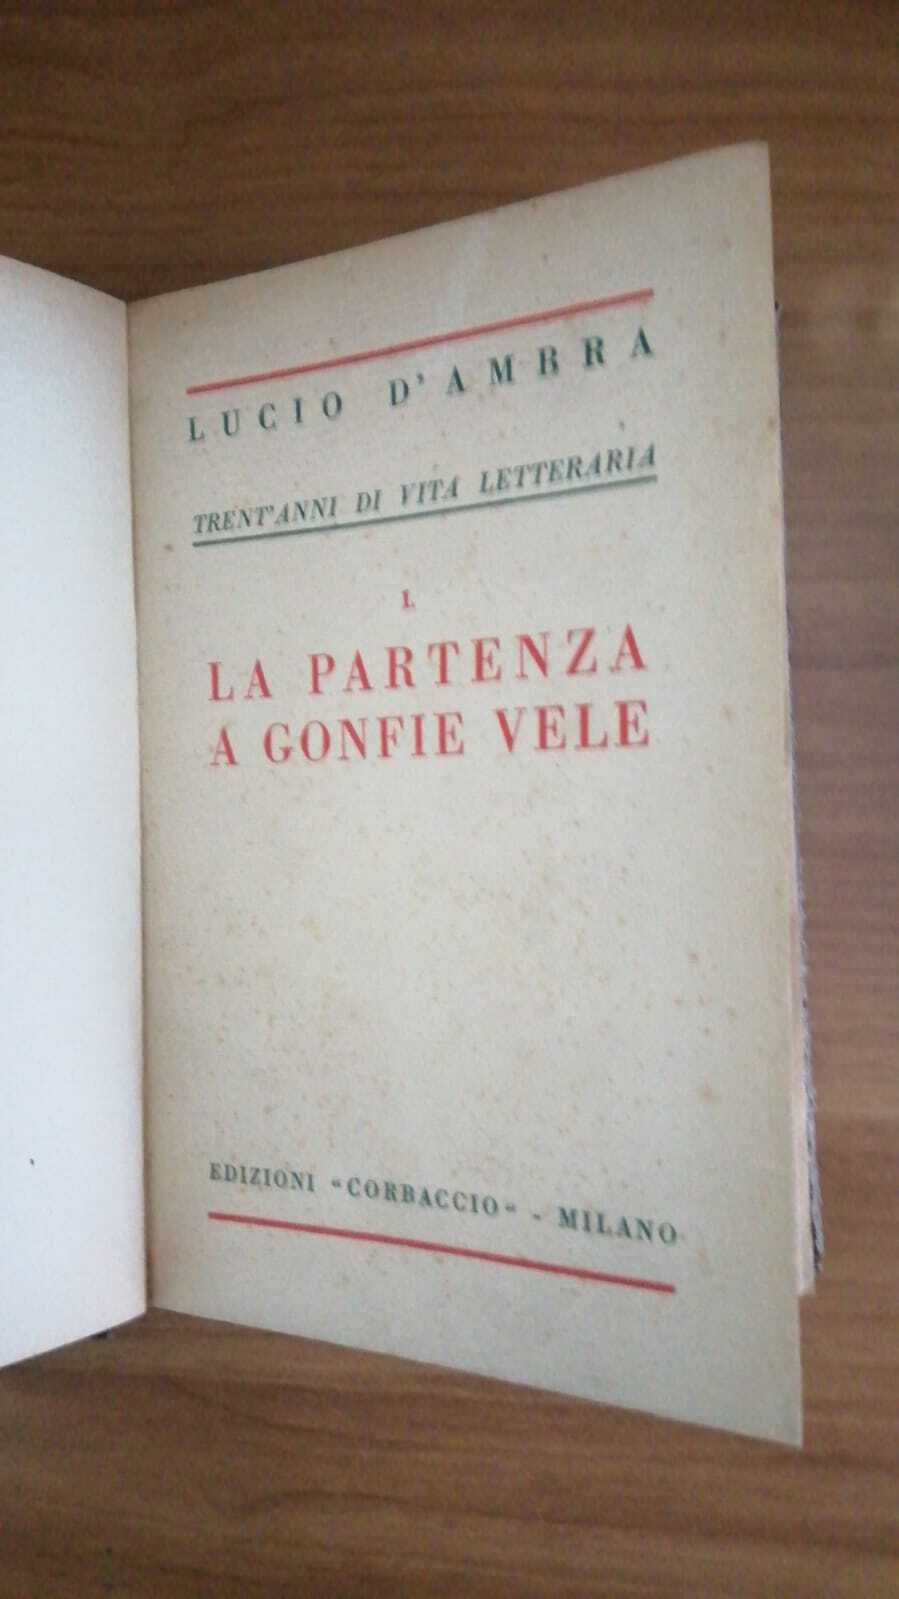 LUCIO D'AMBRA
TRENT'ANNI DI VITA LETTERARIA
I.
LA PARTENZA
A GONFIE VELE
EDIZIONI "CORBACCIO" - MILANO